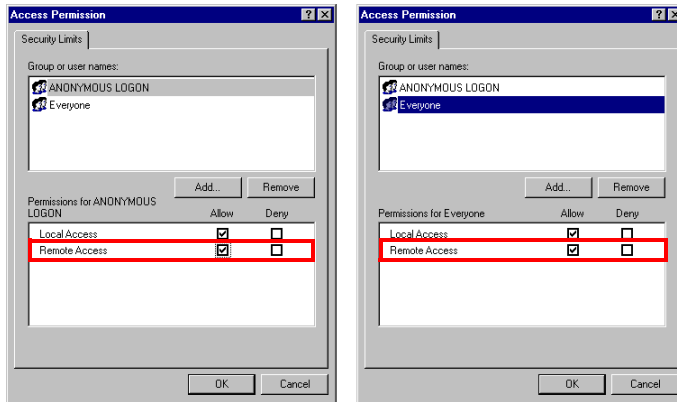 Access Permission
Security Limits
Group or user names:
ANONYMOUS LOGON
Everyone
Add... Remove
Permissions for ANONYMOUS
LOGON Allow Deny
Local Access
Remote Access
OK Cancel
Access Permission
Security Limits
Group or user names:
ANONYMOUS LOGON
Everyone
Add... Remove
Permissions for Everyone Allow Deny
Local Access
Remote Access
OK Cancel